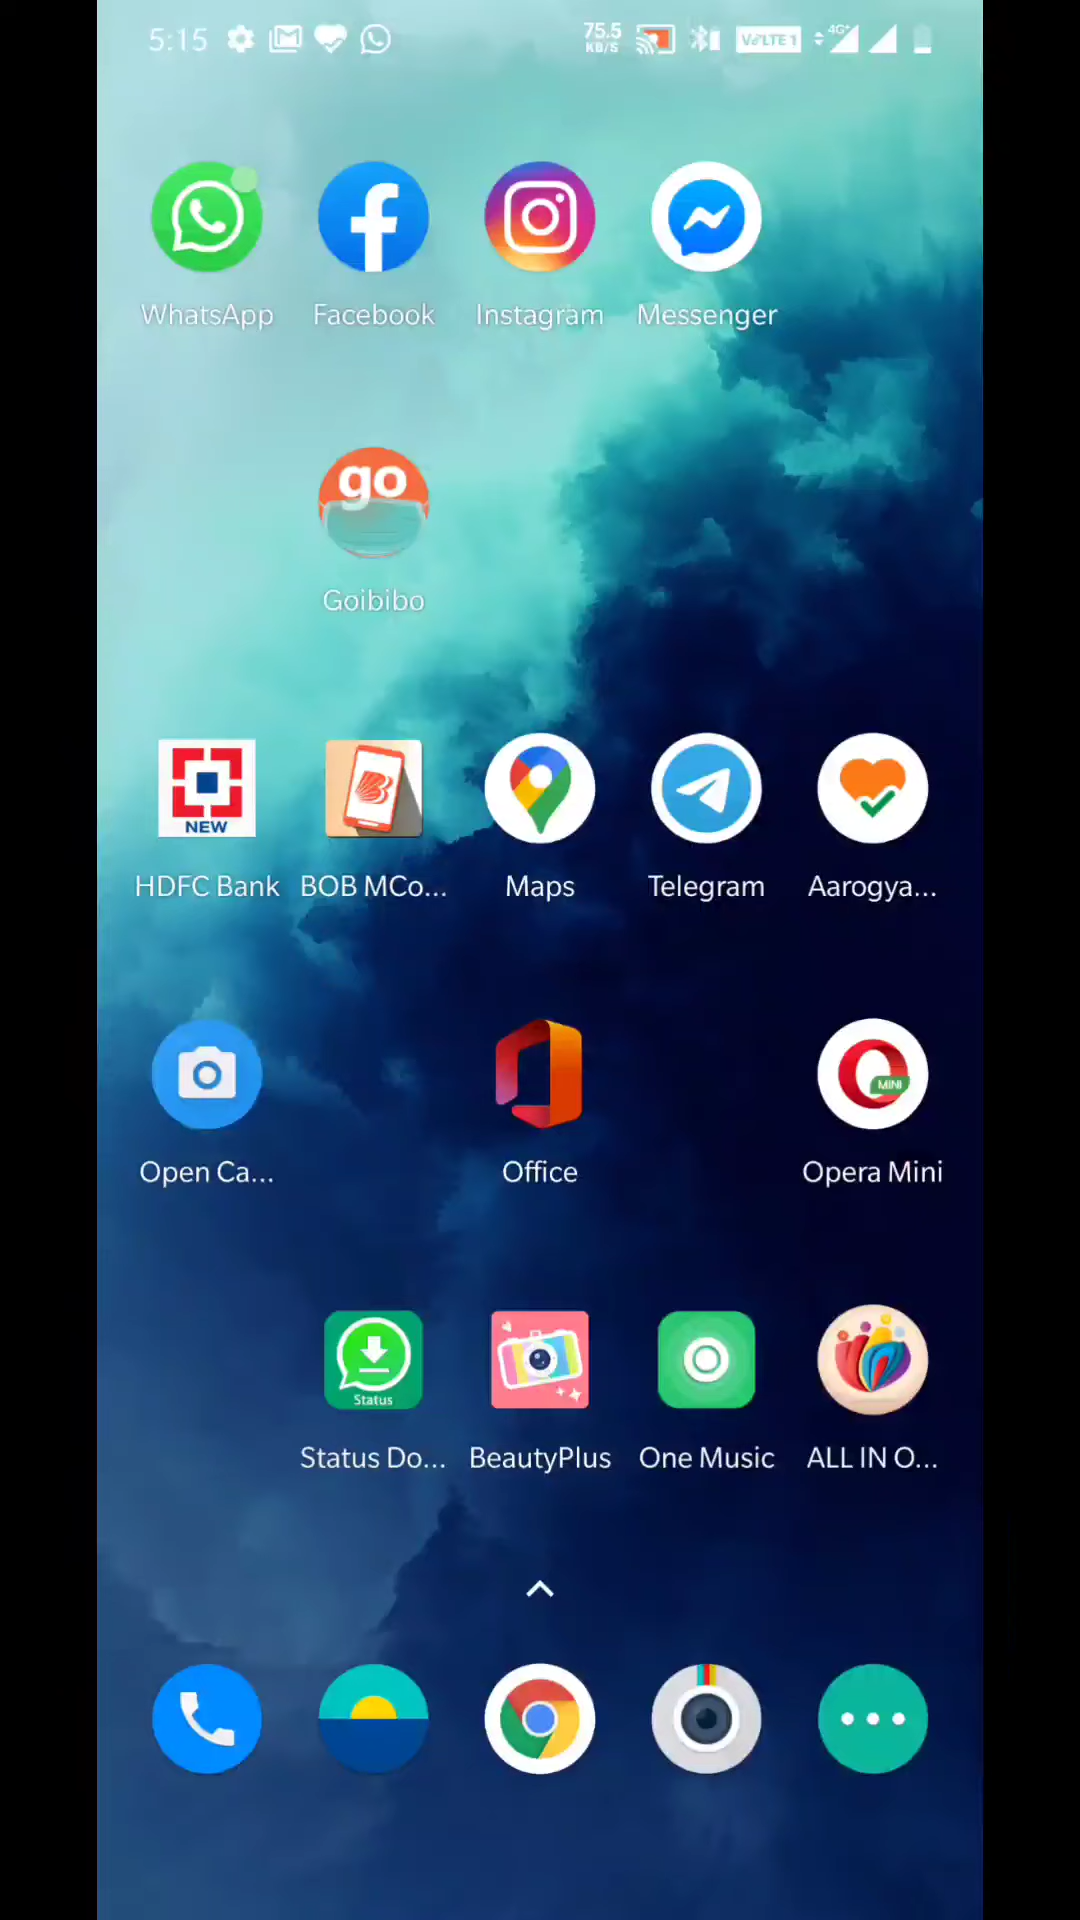 5:15 75.5 KB/S VoLTE 1 4G+
WhatsApp Facebook Instagram Messenger
go
Goibibo
NEW
HDFC Bank BOB MCo... Maps Telegram Aarogya...
MINI
Open Ca... Office Opera Mini
Status
Status Do... BeautyPlus One Music ALL IN O...